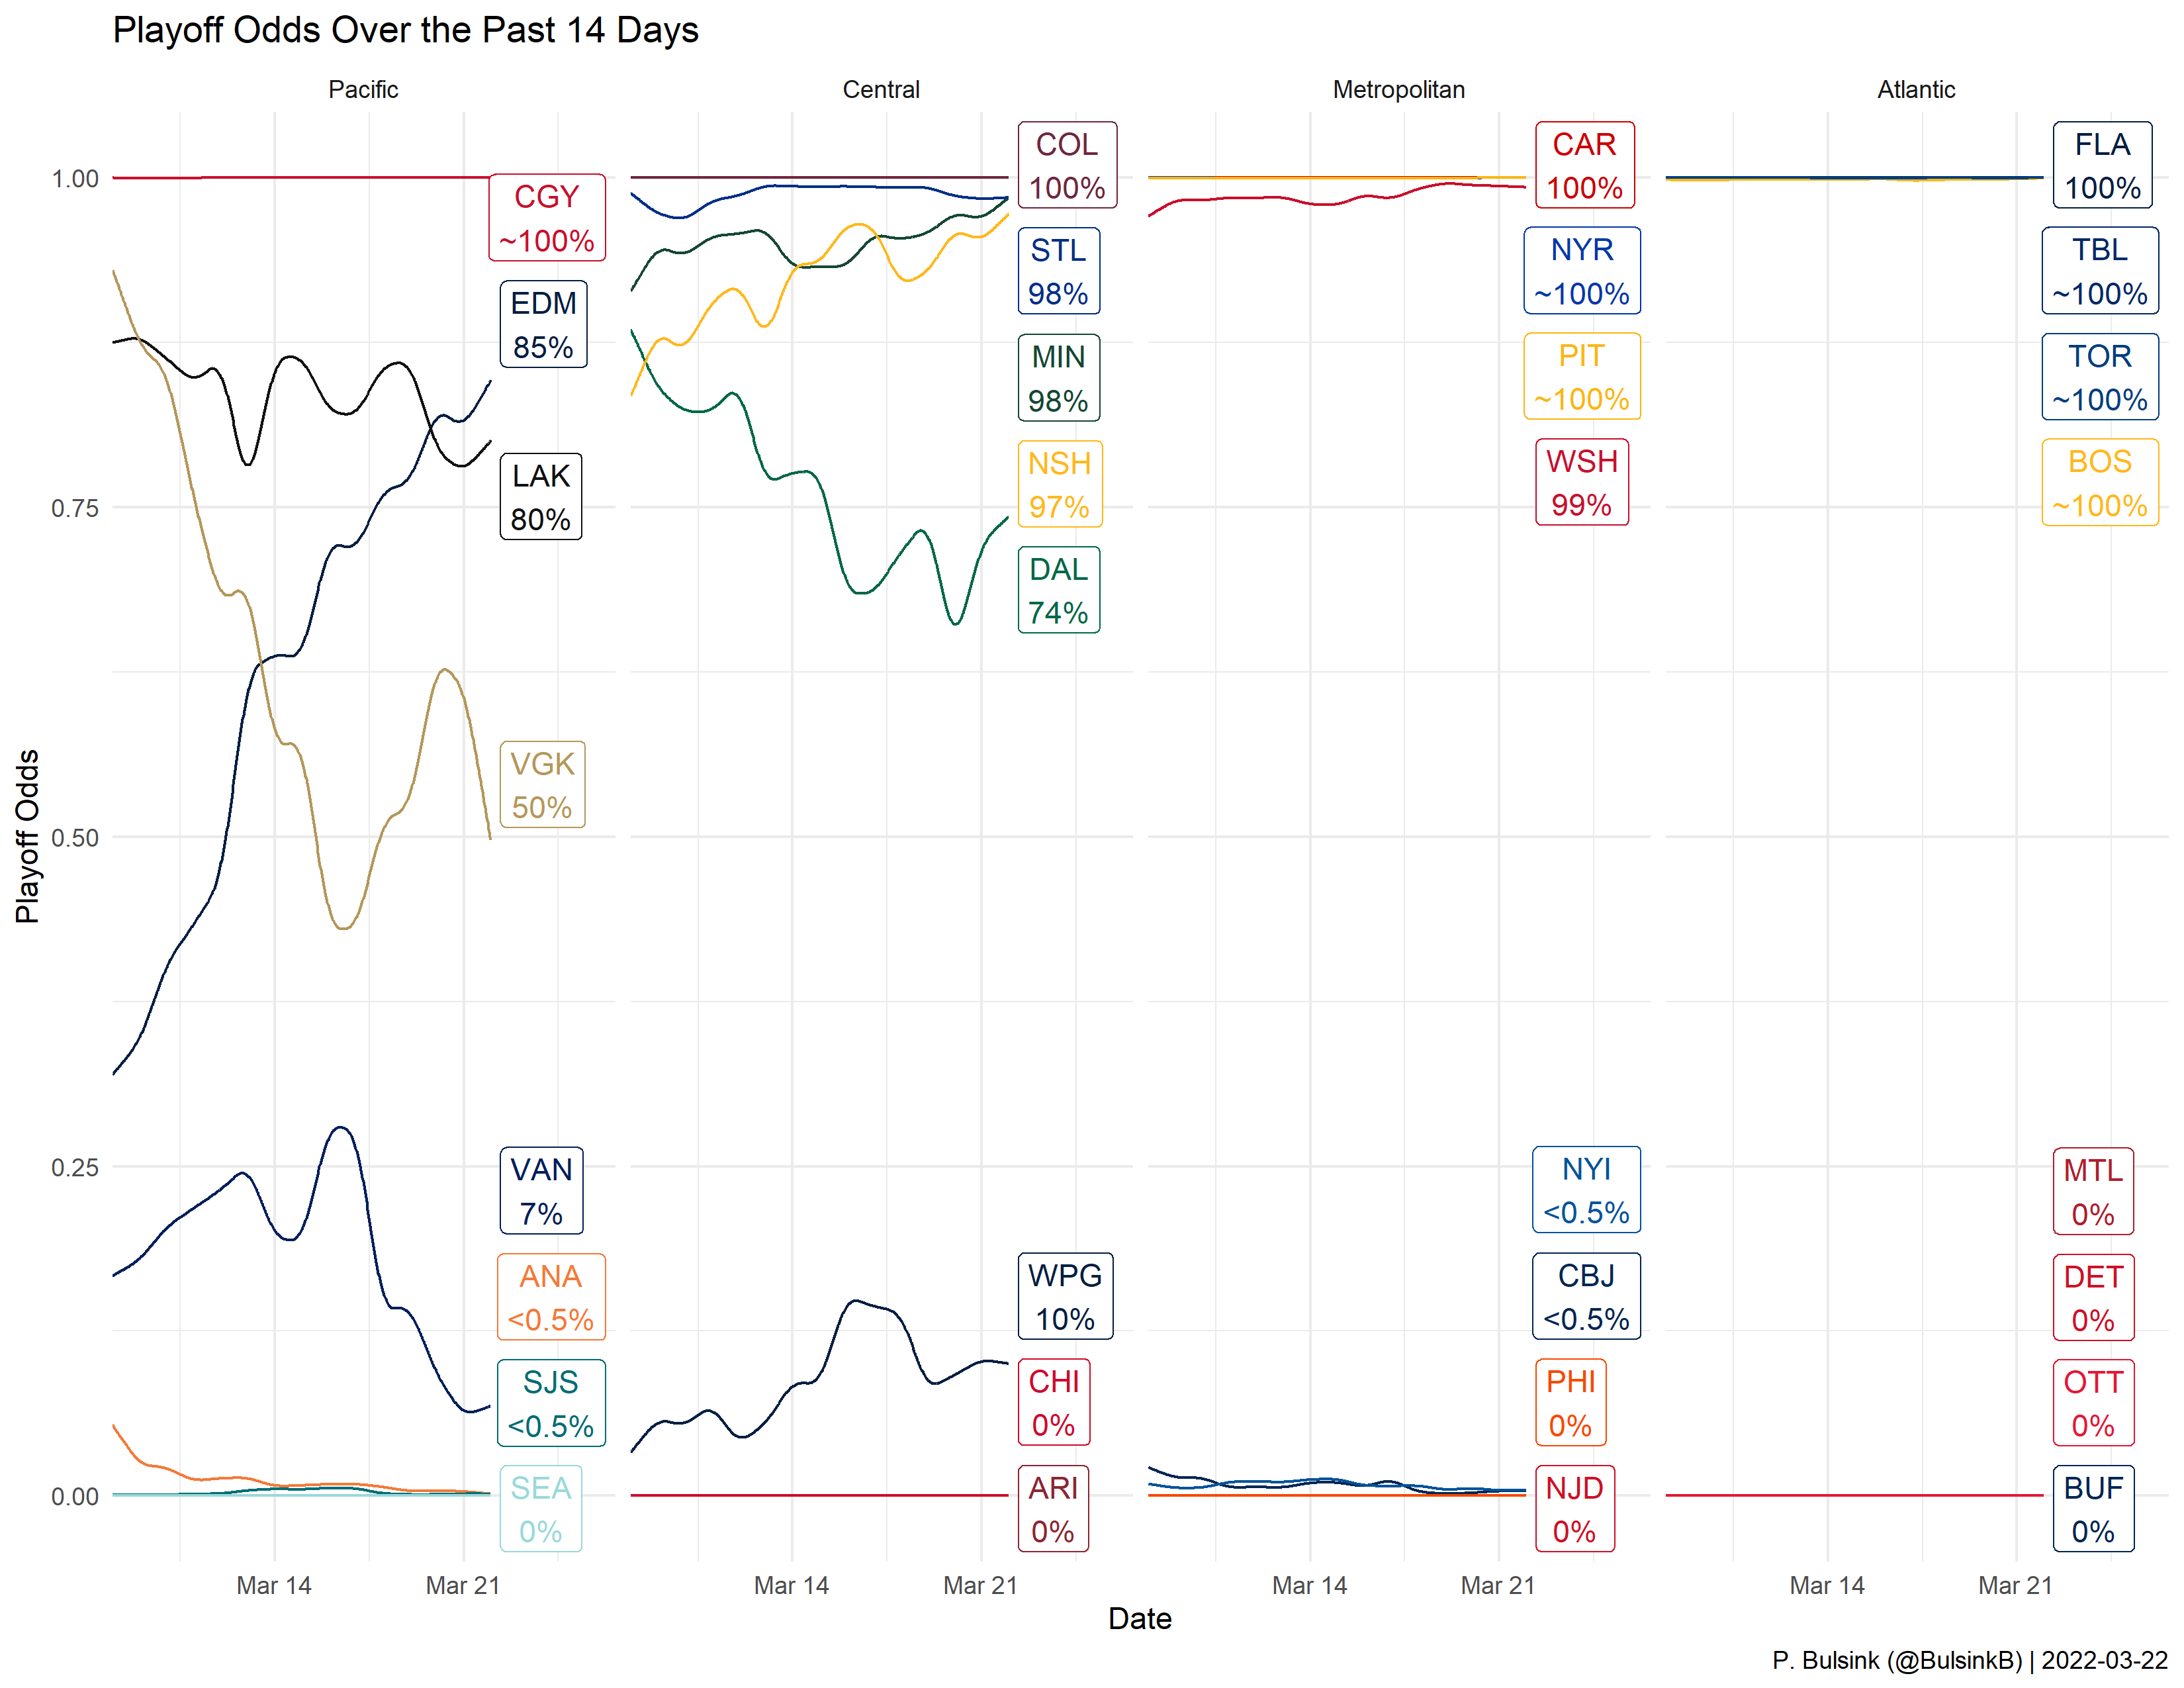 Playoff Odds Over the Past 14 Days
Pacific
Central
Metropolitan
Atlantic
Playoff Odds
1.00
0.75
0.50
0.25
0.00
CGY
~100%
EDM
85%
LAK
80%
VGK
50%
VAN
7%
ANA
<0.5%
SJS
<0.5%
SEA
0%
COL
100%
STL
98%
MIN
98%
NSH
97%
DAL
74%
WPG
10%
CHI
0%
ARI
0%
CAR
100%
NYR
~100%
PIT
~100%
WSH
99%
NYI
<0.5%
CBJ
<0.5%
PHI
0%
NJD
0%
FLA
100%
TBL
~100%
TOR
~100%
BOS
~100%
MTL
0%
DET
0%
OTT
0%
BUF
0%
Mar 14
Mar 21
Mar 14
Mar 21
Mar 14
Mar 21
Mar 14
Mar 21
Date
P. Bulsink (@BulsinkB) | 2022-03-22